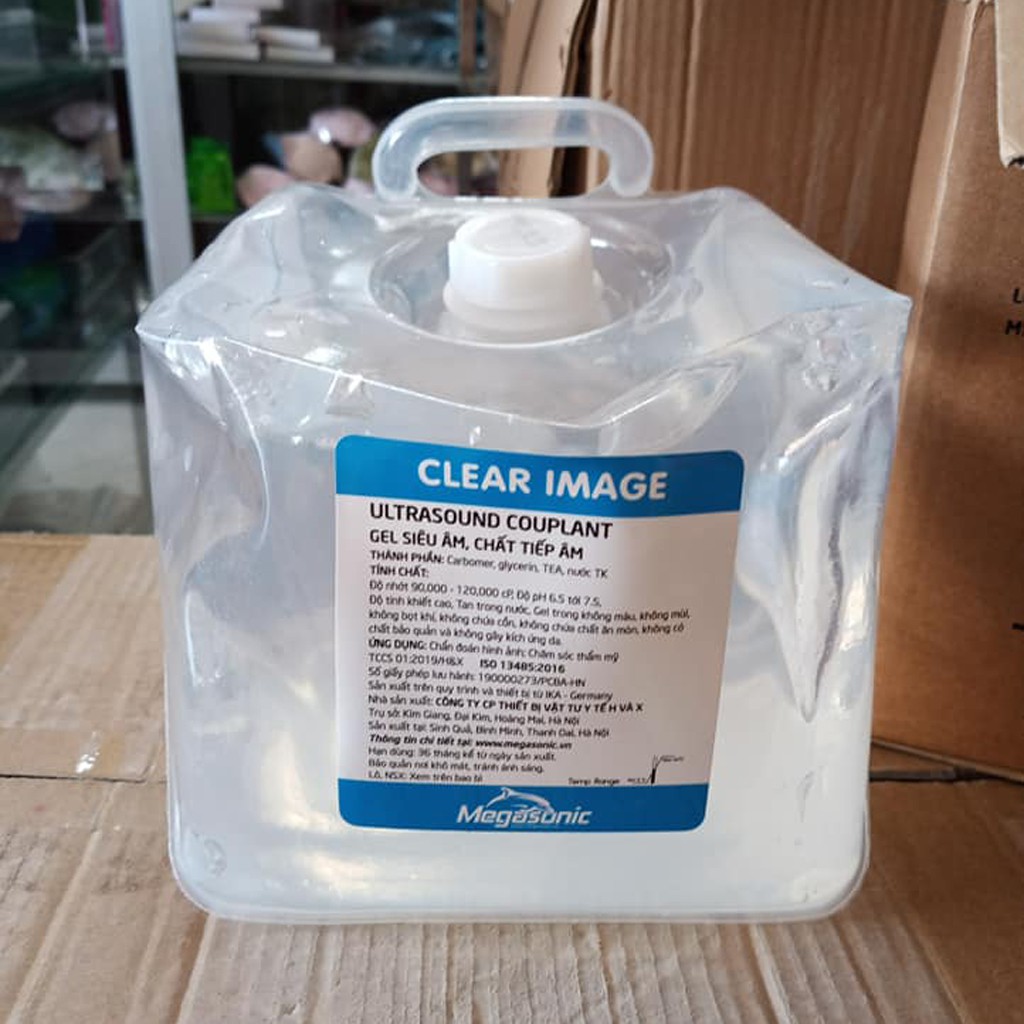 CLEAR IMAGE
ULTRASOUND COUPLANT
GEL SIÊU ÂM, CHẤT TIẾP ÂM
THÀNH PHẦN: Carbomer, glycerin, TEA, nước TK
TÍNH CHẤT:
Độ nhớt 90,000 - 120,000 cP, Độ pH 6.5 tới 7.5,
Độ tinh khiết cao, Tan trong nước, Gel trong không màu, không mùi,
không bọt khí, không chứa cồn, không chứa chất ăn mòn, không có
chất bảo quản và không gây kích ứng da.
ỨNG DỤNG: Chẩn đoán hình ảnh; Chăm sóc thẩm mỹ
TCCS 01:2019/H&X ISO 13485:2016
Số giấy phép lưu hành: 190000273/PCBA-HN
Sản xuất trên quy trình và thiết bị từ IKA - Germany
Nhà sản xuất: CÔNG TY CP THIẾT BỊ VẬT TƯ Y TẾ H VÀ X
Trụ sở: Kim Giang, Đại Kim, Hoàng Mai, Hà Nội
Sản xuất tại: Sinh Quả, Bình Minh, Thanh Oai, Hà Nội
Thông tin chi tiết tại: www.megasonic.vn
Hạn dùng: 36 tháng kể từ ngày sản xuất.
Bảo quản nơi khô mát, tránh ánh sáng.
Lô, NSX: Xem trên bao bì
Temp Range
Megasonic